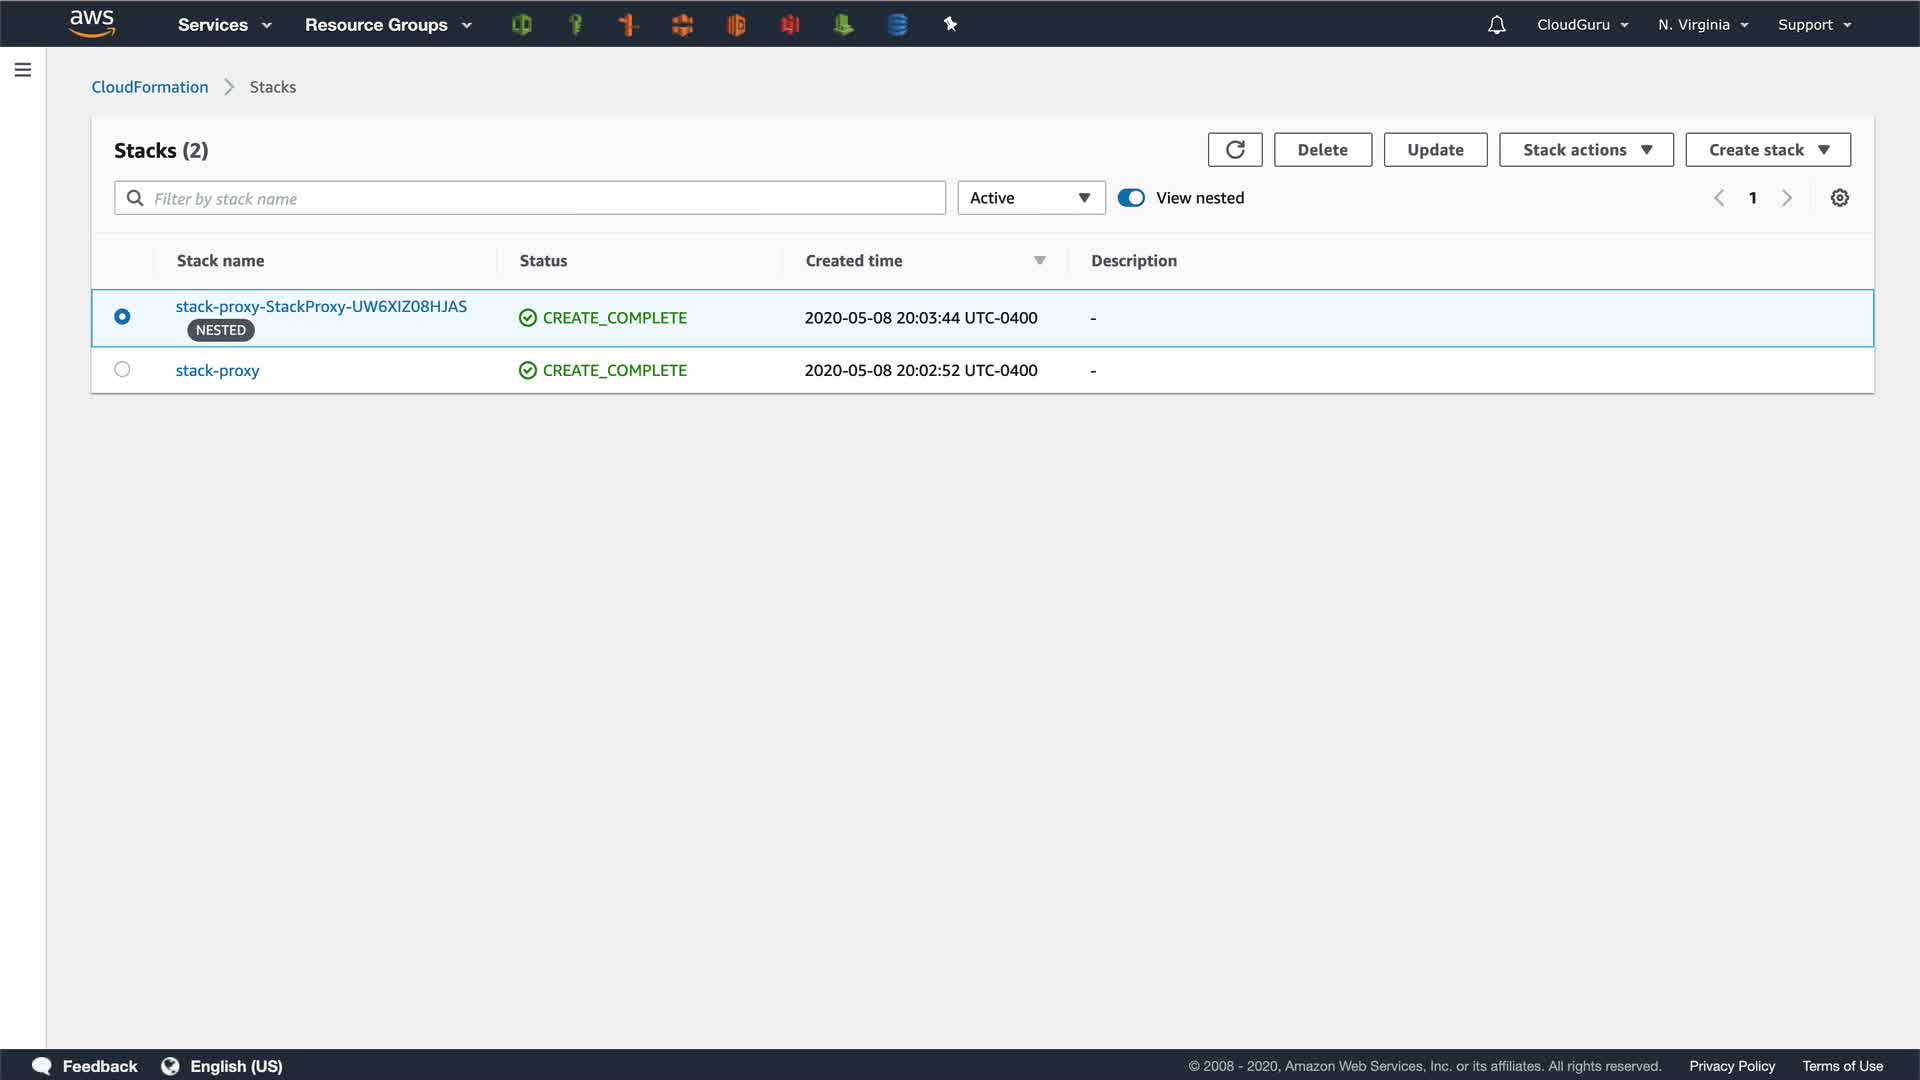 aws Services Resource Groups CloudGuru N. Virginia Support
CloudFormation Stacks
Stacks (2) Delete Update Stack actions Create stack
Filter by stack name Active View nested 1
Stack name Status Created time Description
stack-proxy-StackProxy-UW6XIZ08HJAS
NESTED
CREATE_COMPLETE 2020-05-08 20:03:44 UTC-0400 -
stack-proxy CREATE_COMPLETE 2020-05-08 20:02:52 UTC-0400 -
Feedback English (US) © 2008 - 2020, Amazon Web Services, Inc. or its affiliates. All rights reserved. Privacy Policy Terms of Use